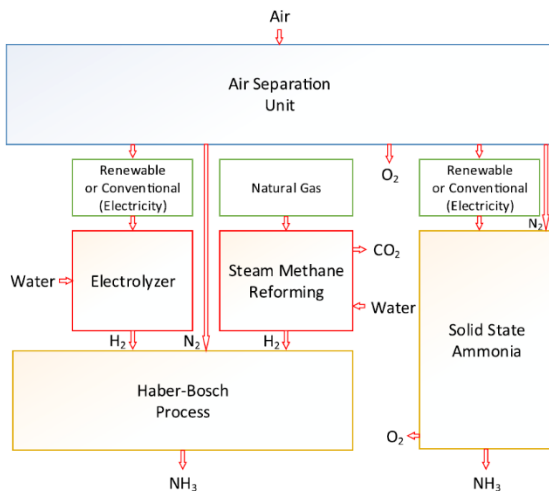 Air
Air Separation
Unit
Renewable
or Conventional
(Electricity)
Natural Gas
O2
Renewable
or Conventional
(Electricity)
N2
Water
Electrolyzer
Steam Methane
Reforming
CO2
Water
Solid State
Ammonia
H2
N2
H2
Haber-Bosch
Process
O2
NH3
NH3